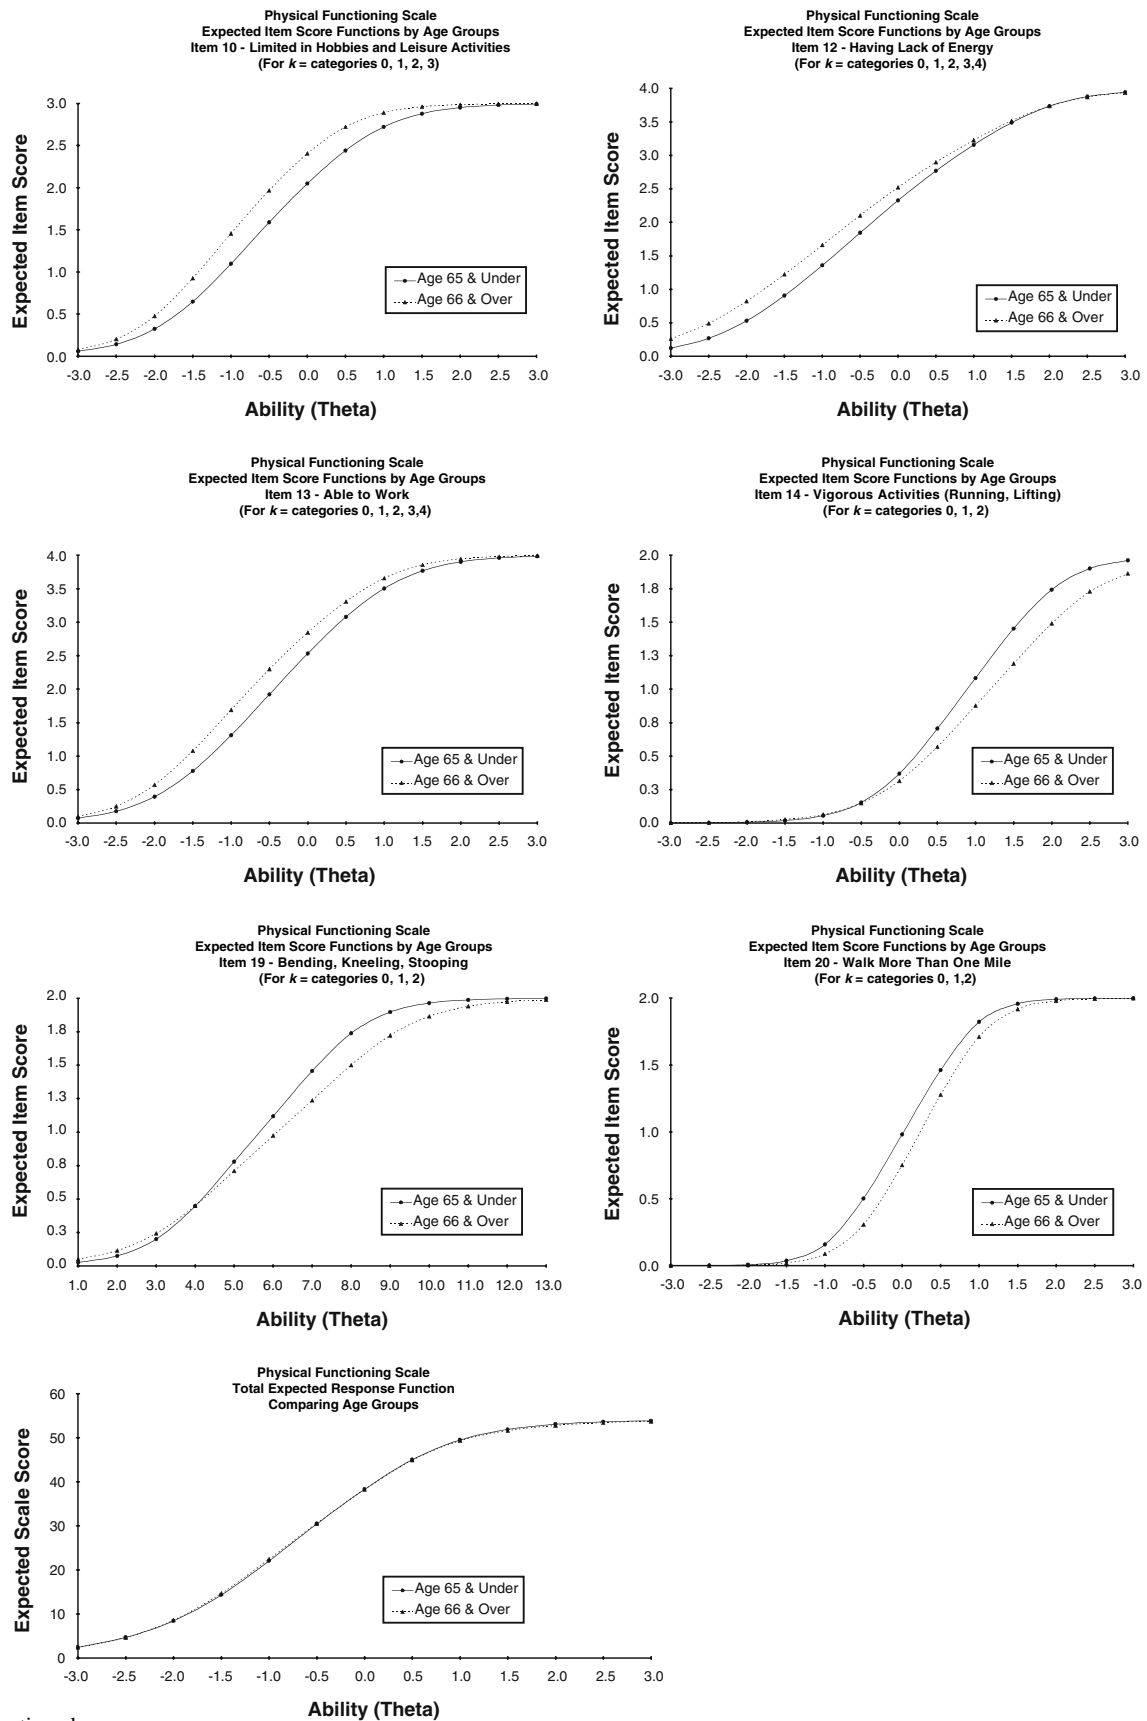 Physical Functioning Scale
Expected Item Score Functions by Age Groups
Item 10 - Limited in Hobbies and Leisure Activities
(For k = categories 0, 1, 2, 3)
3.0
2.5
2.0
1.5
1.0
0.5
0.0
Expected Item Score
Age 65 & Under
Age 66 & Over
-3.0 -2.5 -2.0 -1.5 -1.0 -0.5 0.0 0.5 1.0 1.5 2.0 2.5 3.0
Ability (Theta)
Physical Functioning Scale
Expected Item Score Functions by Age Groups
Item 12 - Having Lack of Energy
(For k = categories 0, 1, 2, 3,4)
4.0
3.5
3.0
2.5
2.0
1.5
1.0
0.5
0.0
Expected Item Score
Age 65 & Under
Age 66 & Over
-3.0 -2.5 -2.0 -1.5 -1.0 -0.5 0.0 0.5 1.0 1.5 2.0 2.5 3.0
Ability (Theta)
Physical Functioning Scale
Expected Item Score Functions by Age Groups
Item 13 - Able to Work
(For k = categories 0, 1, 2, 3,4)
4.0
3.5
3.0
2.5
2.0
1.5
1.0
0.5
0.0
Expected Item Score
Age 65 & Under
Age 66 & Over
-3.0 -2.5 -2.0 -1.5 -1.0 -0.5 0.0 0.5 1.0 1.5 2.0 2.5 3.0
Ability (Theta)
Physical Functioning Scale
Expected Item Score Functions by Age Groups
Item 14 - Vigorous Activities (Running, Lifting)
(For k = categories 0, 1, 2)
2.0
1.8
1.5
1.3
1.0
0.8
0.5
0.3
0.0
Expected Item Score
Age 65 & Under
Age 66 & Over
-3.0 -2.5 -2.0 -1.5 -1.0 -0.5 0.0 0.5 1.0 1.5 2.0 2.5 3.0
Ability (Theta)
Physical Functioning Scale
Expected Item Score Functions by Age Groups
Item 19 - Bending, Kneeling, Stooping
(For k = categories 0, 1, 2)
2.0
1.8
1.5
1.3
1.0
0.8
0.5
0.3
0.0
Expected Item Score
Age 65 & Under
Age 66 & Over
1.0 2.0 3.0 4.0 5.0 6.0 7.0 8.0 9.0 10.0 11.0 12.0 13.0
Ability (Theta)
Physical Functioning Scale
Expected Item Score Functions by Age Groups
Item 20 - Walk More Than One Mile
(For k = categories 0, 1,2)
2.0
1.5
1.0
0.5
0.0
Expected Item Score
Age 65 & Under
Age 66 & Over
-3.0 -2.5 -2.0 -1.5 -1.0 -0.5 0.0 0.5 1.0 1.5 2.0 2.5 3.0
Ability (Theta)
Physical Functioning Scale
Total Expected Response Function
Comparing Age Groups
60
50
40
30
20
10
0
Expected Scale Score
Age 65 & Under
Age 66 & Over
-3.0 -2.5 -2.0 -1.5 -1.0 -0.5 0.0 0.5 1.0 1.5 2.0 2.5 3.0
Ability (Theta)